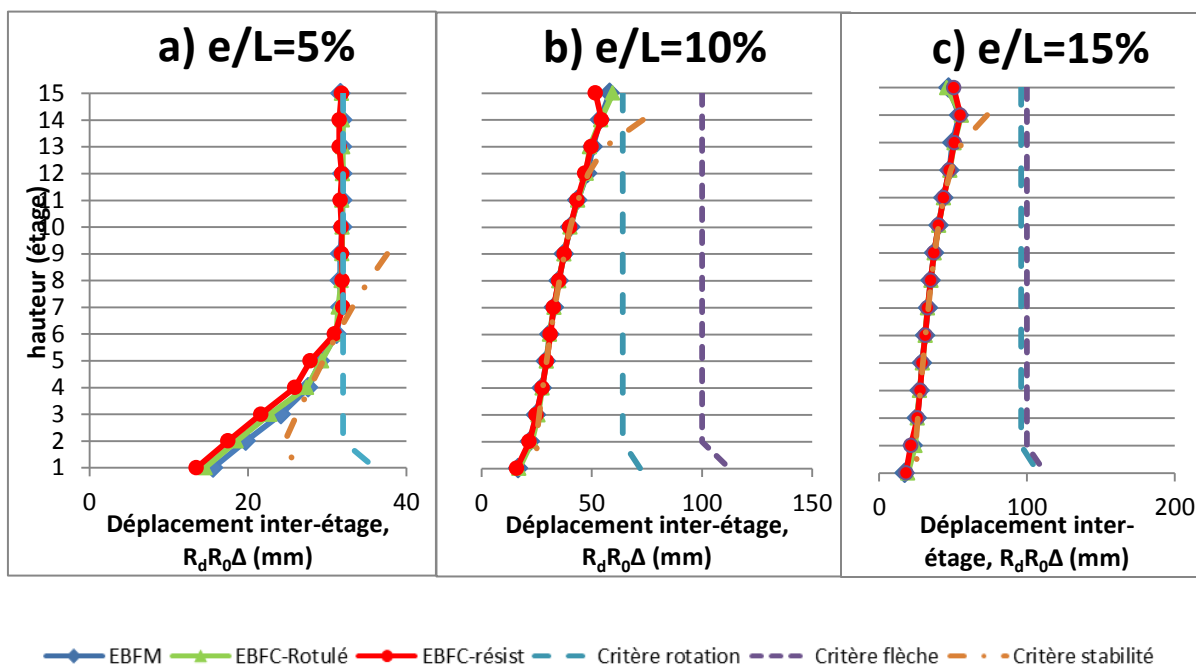 a) e/L=5%
15
14
13
12
11
10
9
8
7
6
5
4
3
2
1
hauteur (étage)
0 20 40
Déplacement inter-étage,
RdR0Δ (mm)
b) e/L=10%
0 50 100 150
Déplacement inter-étage,
RdR0Δ (mm)
c) e/L=15%
0 100 200
Déplacement inter-
étage, RdR0Δ (mm)
EBFM EBFC-Rotulé EBFC-résist Critère rotation Critère flèche Critère stabilité